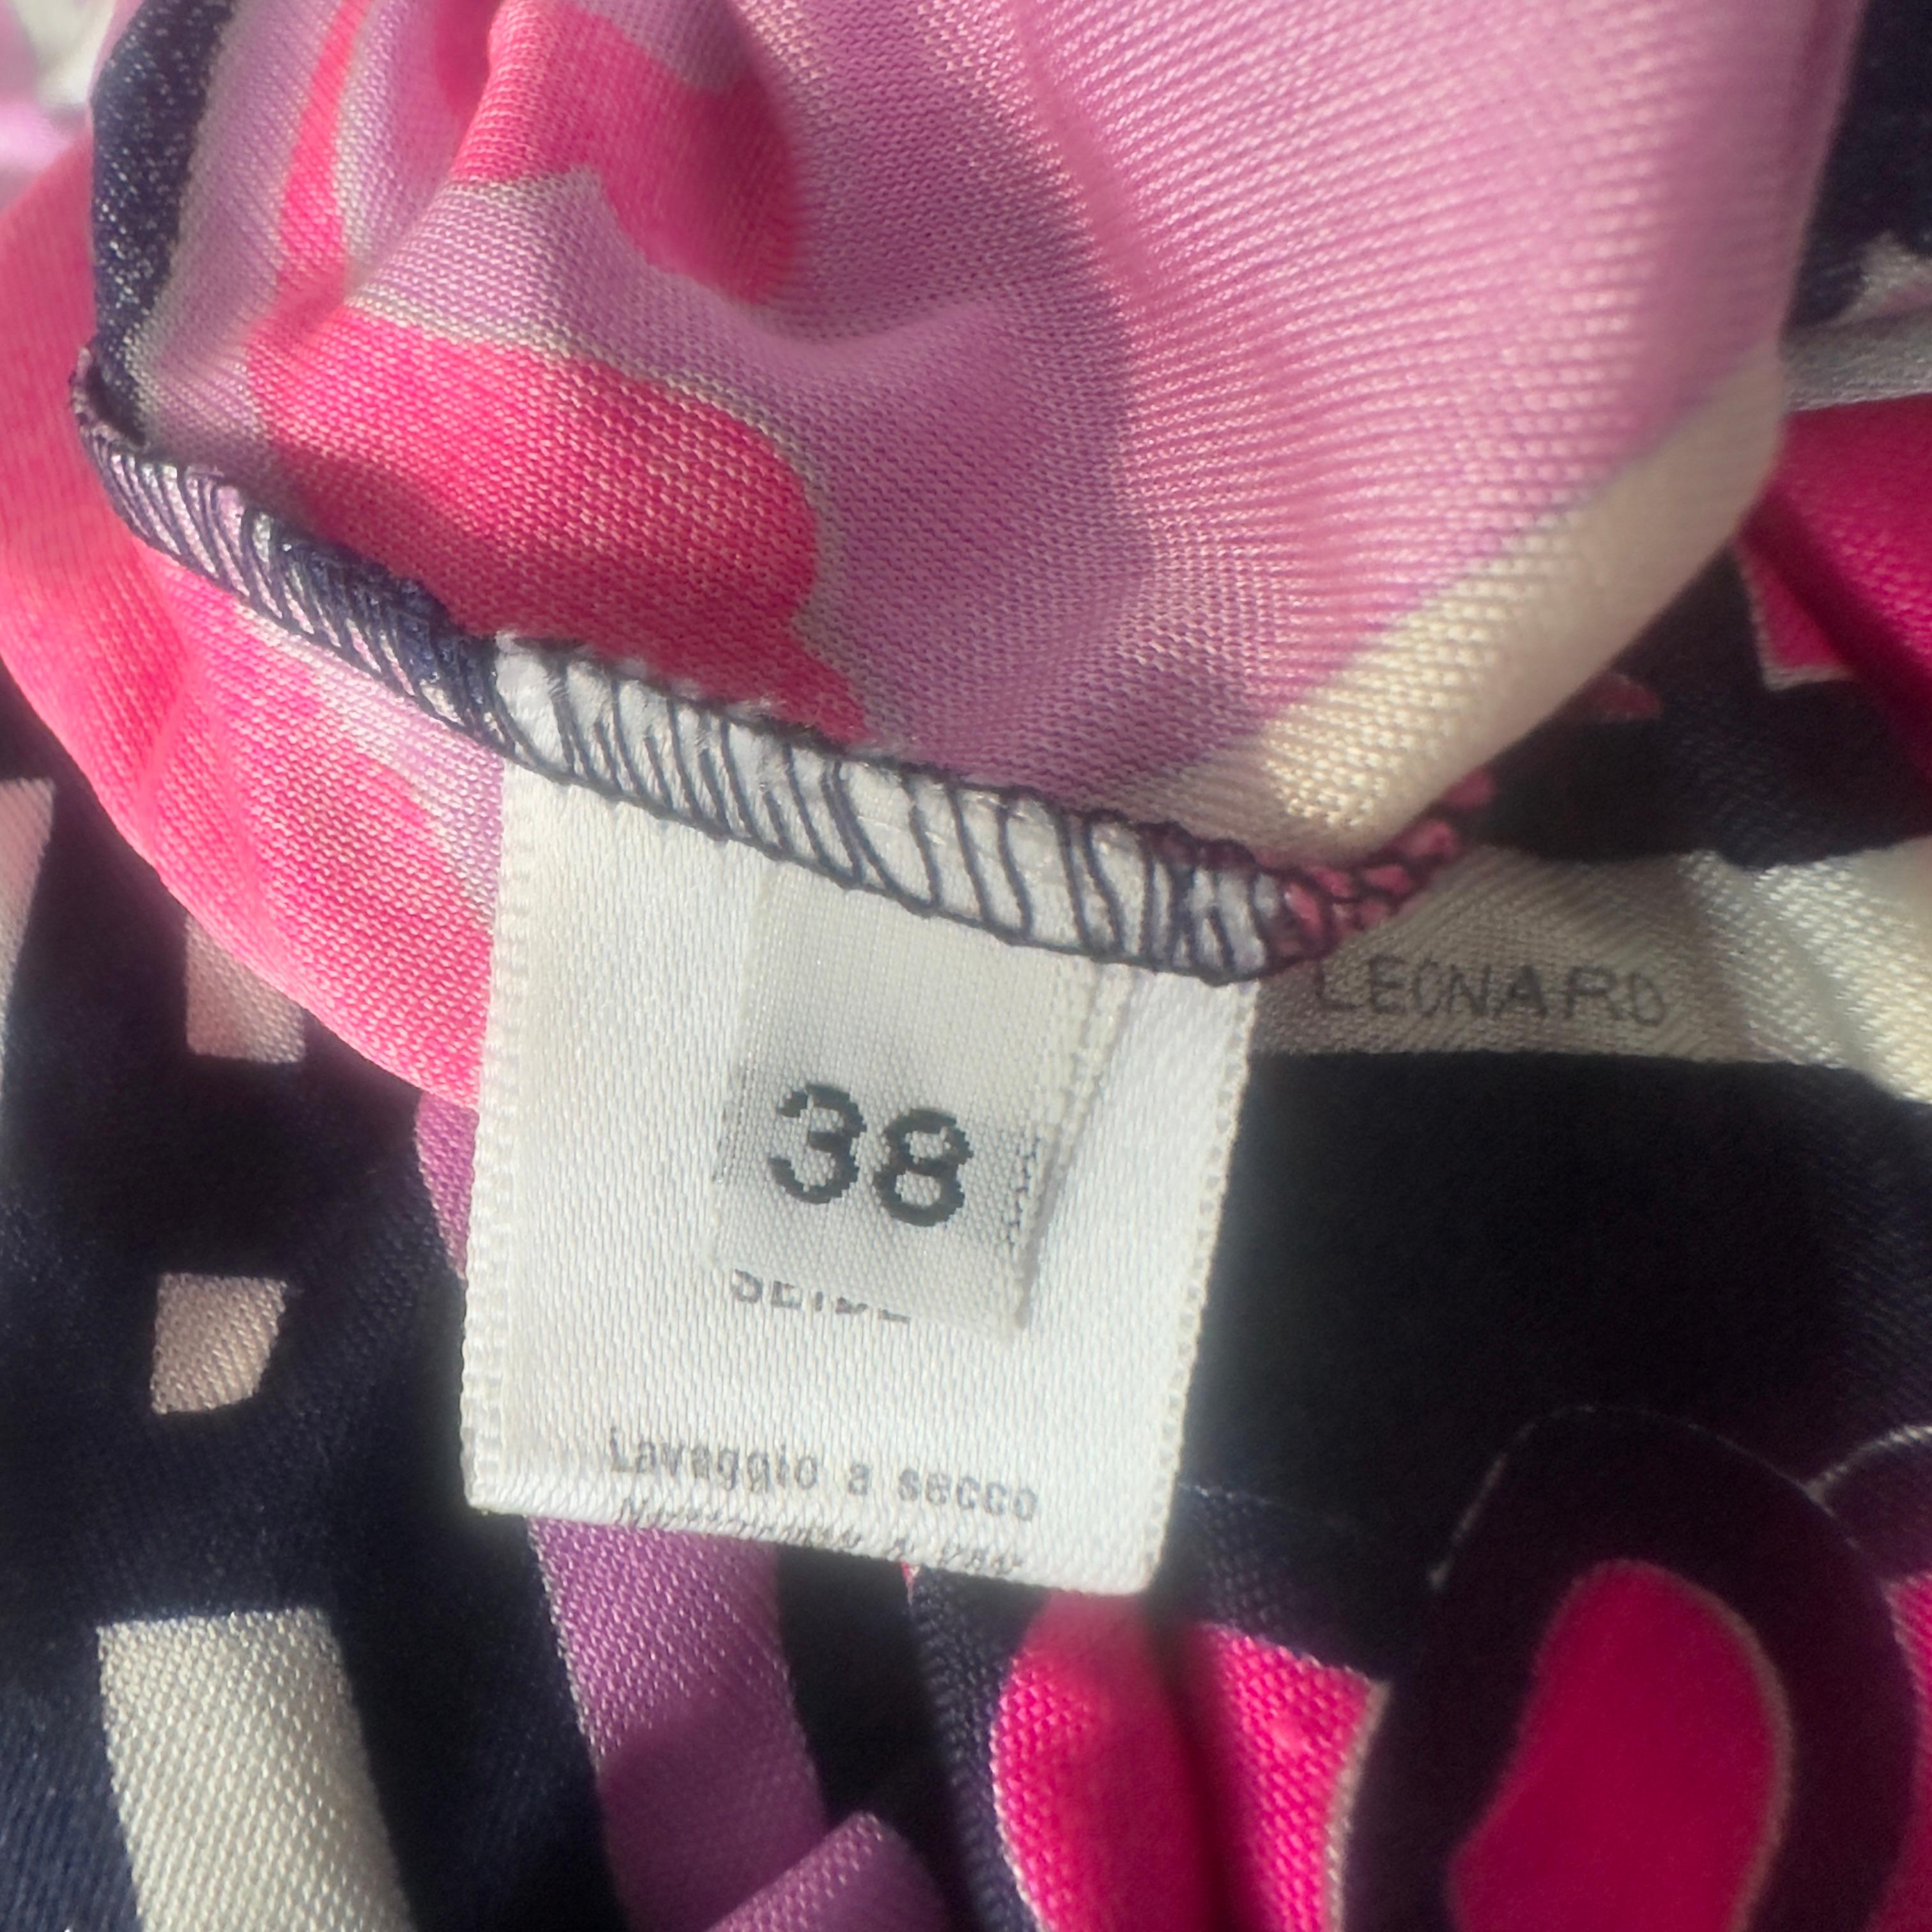 LEONARD
38
Lavaggio a secco